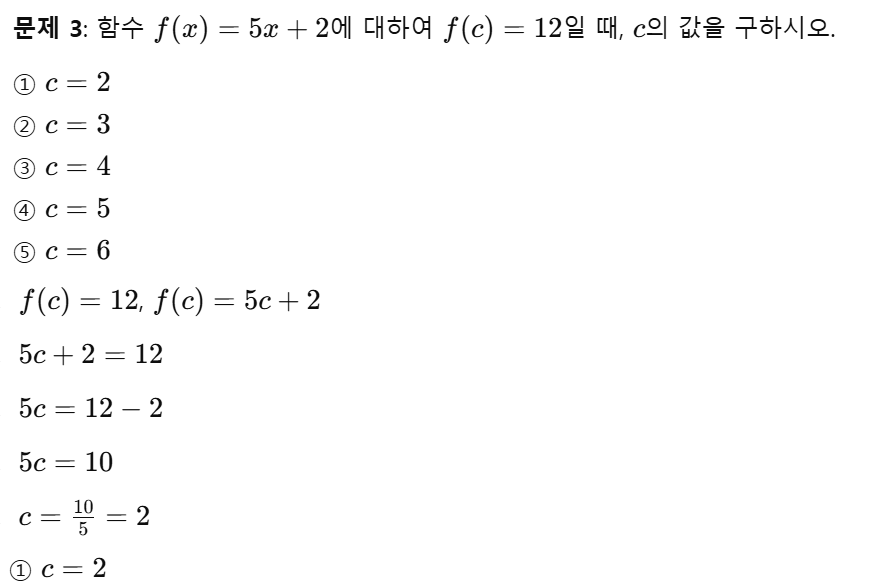 문제 3: 함수 f(x) = 5x + 2에 대하여 f(c) = 12일 때, c의 값을 구하시오.
① c = 2
② c = 3
③ c = 4
④ c = 5
⑤ c = 6
f(c) = 12, f(c) = 5c + 2
5c + 2 = 12
5c = 12 − 2
5c = 10
c = 10/5 = 2
① c = 2